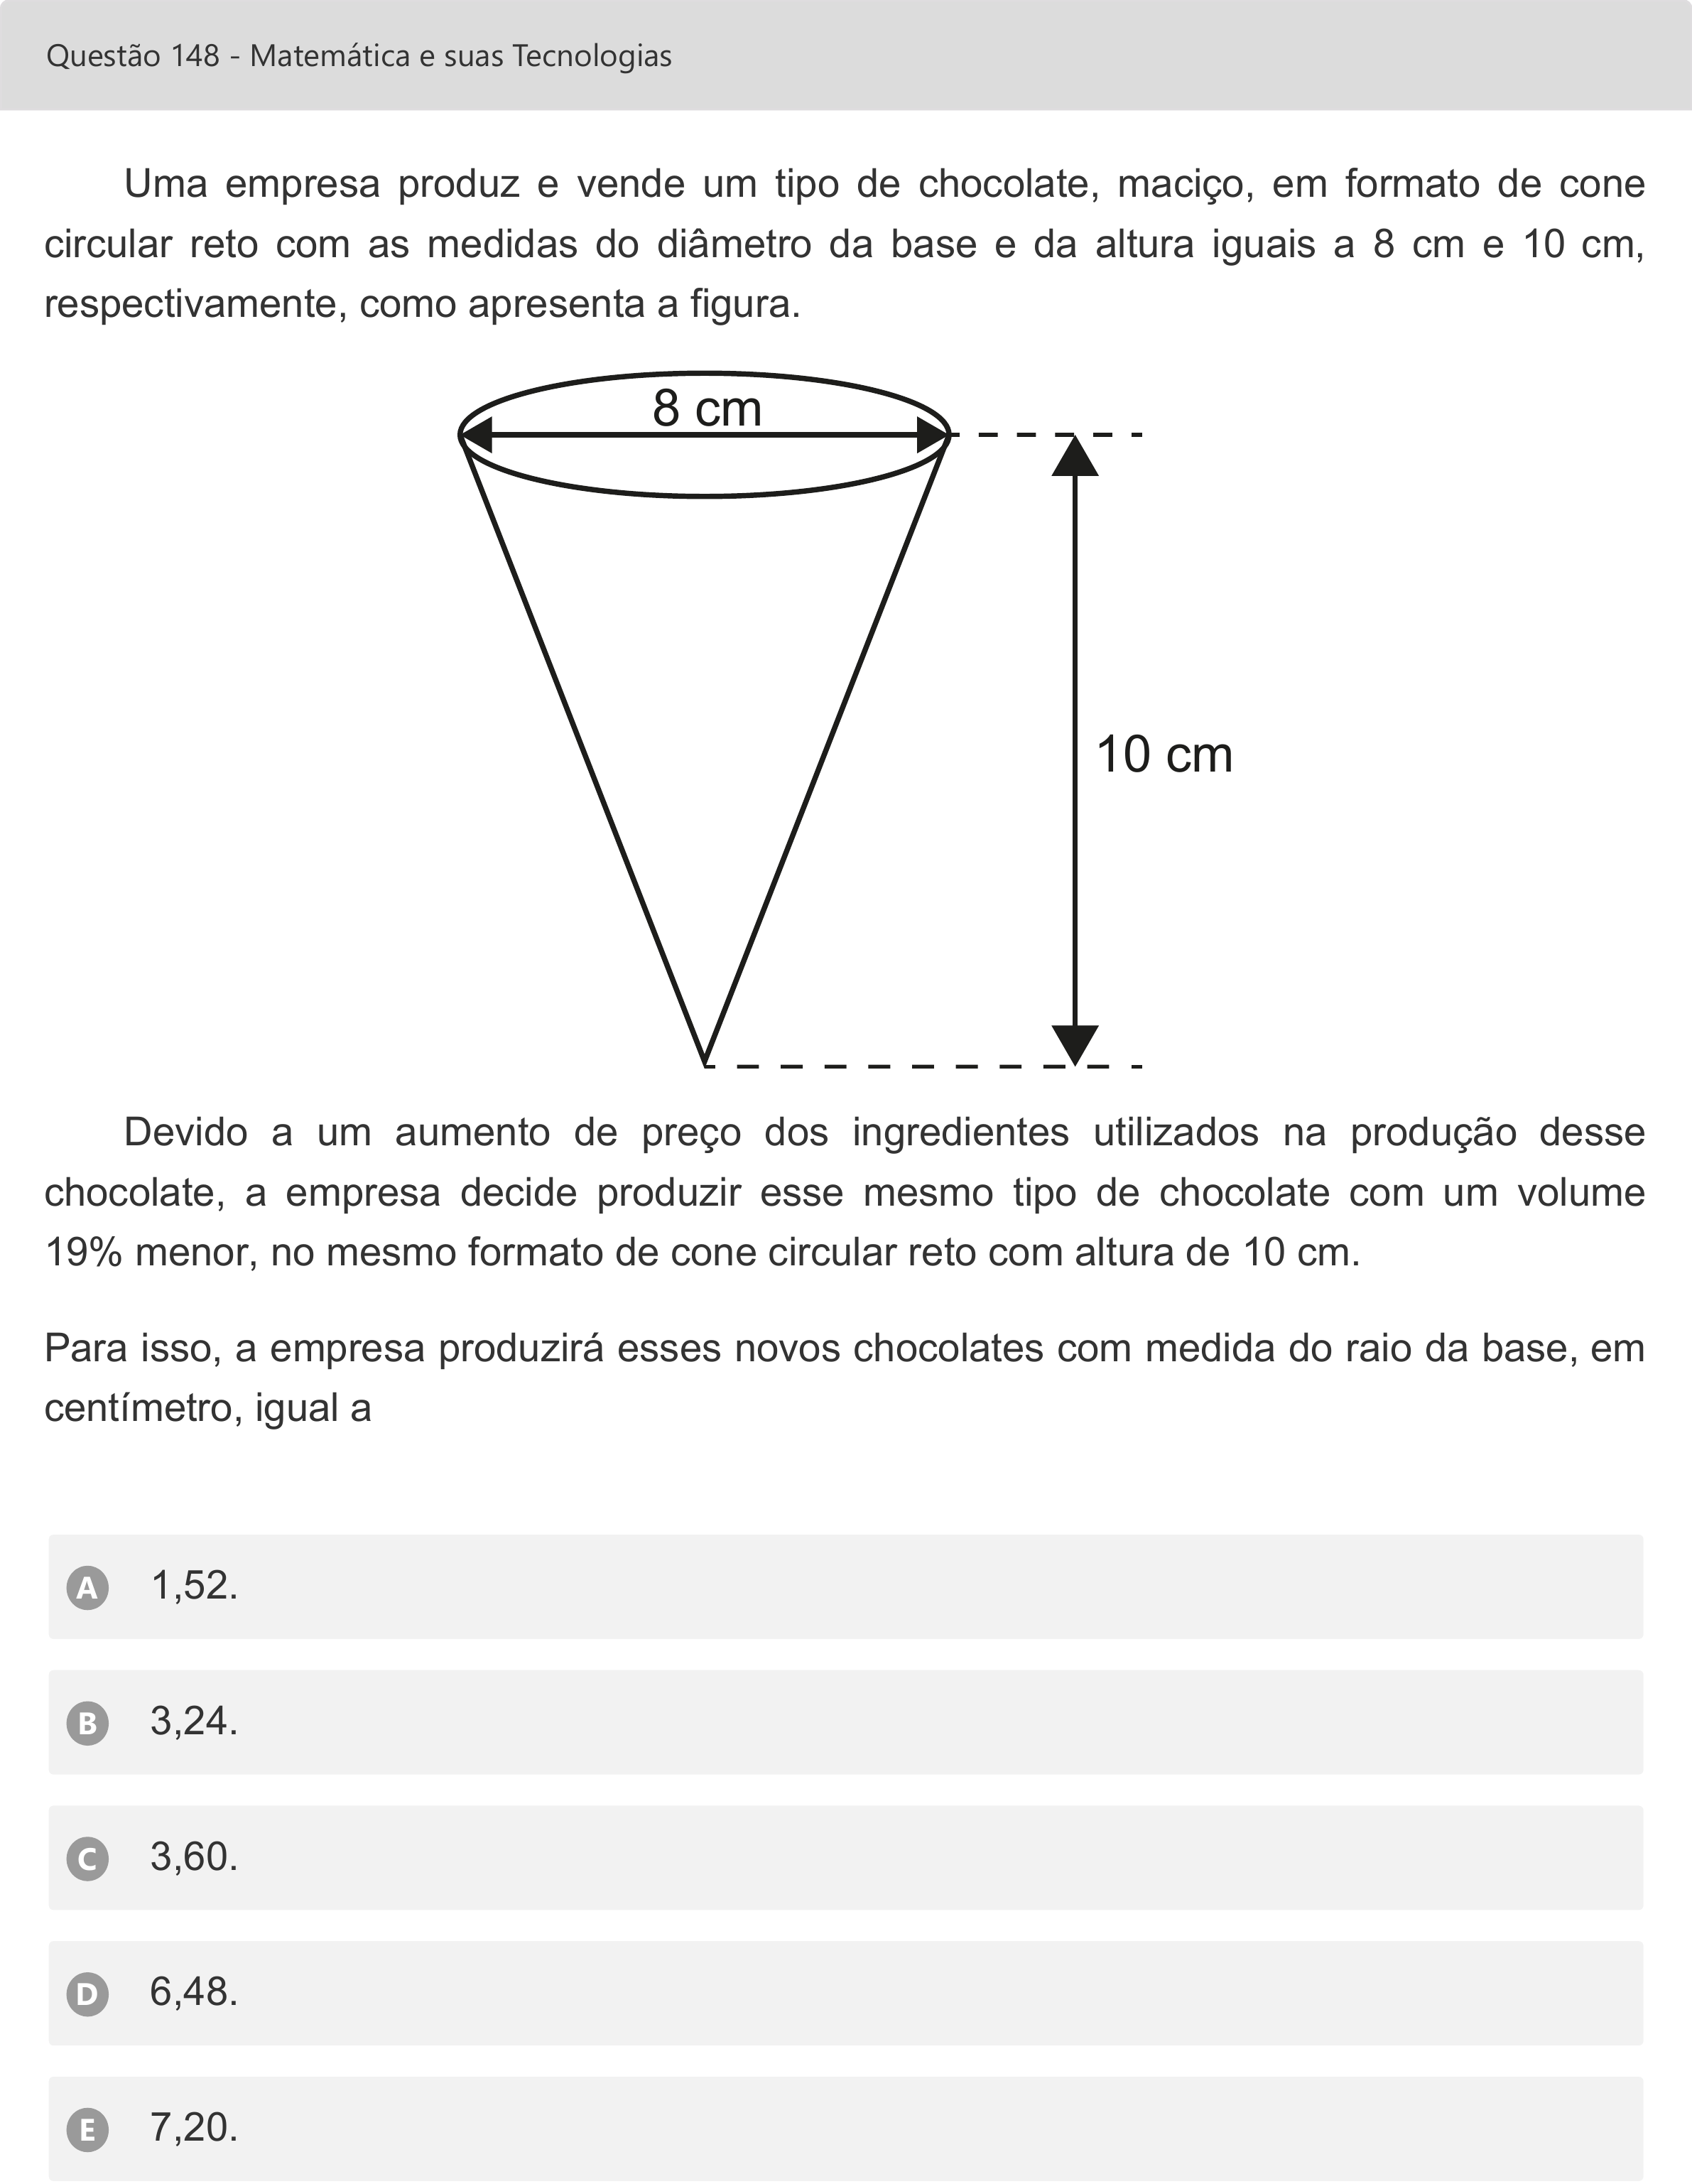 Questão 148 - Matemática e suas Tecnologias
Uma empresa produz e vende um tipo de chocolate, maciço, em formato de cone
circular reto com as medidas do diâmetro da base e da altura iguais a 8 cm e 10 cm,
respectivamente, como apresenta a figura.
8 cm
10 cm
Devido a um aumento de preço dos ingredientes utilizados na produção desse
chocolate, a empresa decide produzir esse mesmo tipo de chocolate com um volume
19% menor, no mesmo formato de cone circular reto com altura de 10 cm.
Para isso, a empresa produzirá esses novos chocolates com medida do raio da base, em
centímetro, igual a
A 1,52.
B 3,24.
C 3,60.
D 6,48.
E 7,20.